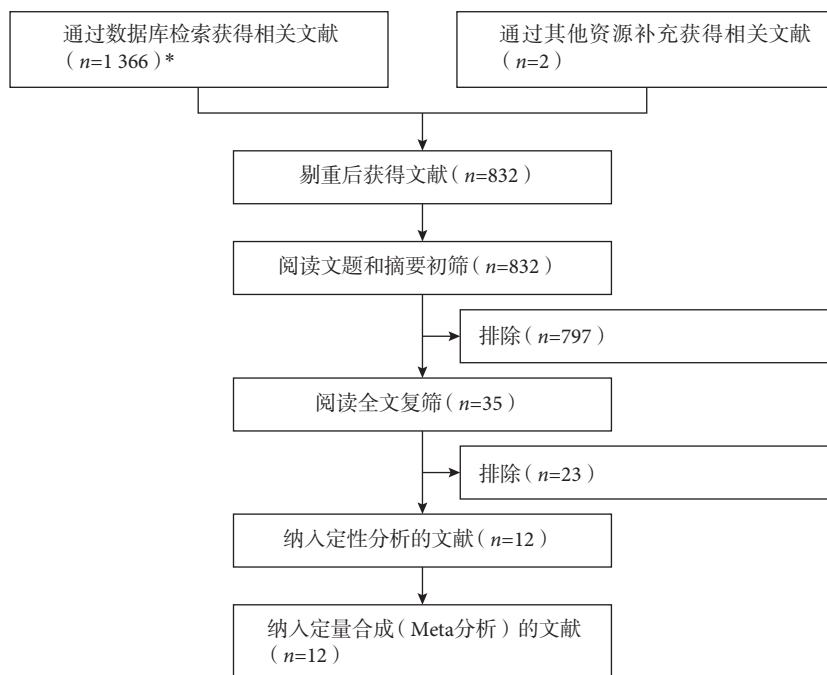 通过数据库检索获得相关文献
（n=1 366）*
通过其他资源补充获得相关文献
（n=2）
剔重后获得文献（n=832）
阅读文题和摘要初筛（n=832）
排除（n=797）
阅读全文复筛（n=35）
排除（n=23）
纳入定性分析的文献（n=12）
纳入定量合成（Meta分析）的文献
（n=12）